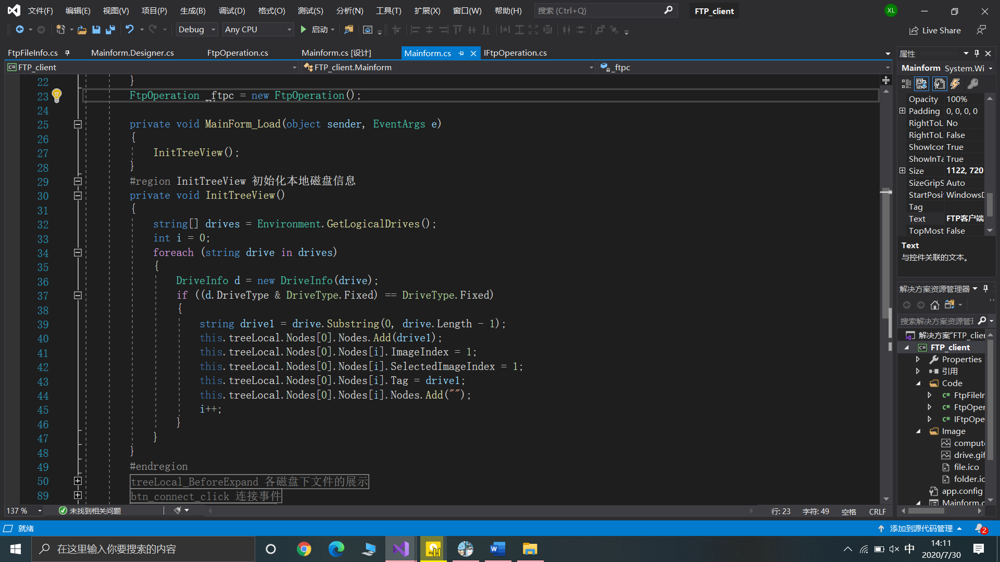 文件(F) 编辑(E) 视图(V) 项目(P) 生成(B) 调试(D) 格式(O) 测试(S) 分析(N) 工具(T) 扩展(X) 窗口(W) 帮助(H) 搜索 (Ctrl+Q) FTP_client XL
Debug Any CPU 启动 Live Share
FtpFileInfo.cs Mainform.Designer.cs FtpOperation.cs Mainform.cs [设计] Mainform.cs IFtpOperation.cs
FTP_client FTP_client.Mainform _ftpc
22 }
23 FtpOperation _ftpc = new FtpOperation();
24
25 private void MainForm_Load(object sender, EventArgs e)
26 {
27 InitTreeView();
28 }
29 #region InitTreeView 初始化本地磁盘信息
30 private void InitTreeView()
31 {
32 string[] drives = Environment.GetLogicalDrives();
33 int i = 0;
34 foreach (string drive in drives)
35 {
36 DriveInfo d = new DriveInfo(drive);
37 if ((d.DriveType & DriveType.Fixed) == DriveType.Fixed)
38 {
39 string drive1 = drive.Substring(0, drive.Length - 1);
40 this.treeLocal.Nodes[0].Nodes.Add(drive1);
41 this.treeLocal.Nodes[0].Nodes[i].ImageIndex = 1;
42 this.treeLocal.Nodes[0].Nodes[i].SelectedImageIndex = 1;
43 this.treeLocal.Nodes[0].Nodes[i].Tag = drive1;
44 this.treeLocal.Nodes[0].Nodes[i].Nodes.Add("");
45 i++;
46 }
47 }
48 }
49 #endregion
50 treeLocal_BeforeExpand 各磁盘下文件的展示
89 btn_connect_click 连接事件
137 % 未找到相关问题 行: 23 字符: 49 空格 CRLF
属性
Mainform System.Wi
Opacity 100%
Padding 0, 0, 0, 0
RightToL No
RightToL False
ShowIcor True
ShowInTa True
Size 1122, 720
SizeGripS Auto
StartPosi WindowsD
Tag
Text FTP客户端
TopMost False
Text
与控件关联的文本。
解决方案资源管理器
搜索解决方案资源管
解决方案"FTP_clie
FTP_client
Properties
引用
Code
FtpFileIn
FtpOper
IFtpOpe
Image
comput
drive.gif
file.ico
folder.ic
app.config
Mainform.c
就绪 添加到源代码管理 2
在这里输入你要搜索的内容 中 14:11
2020/7/30